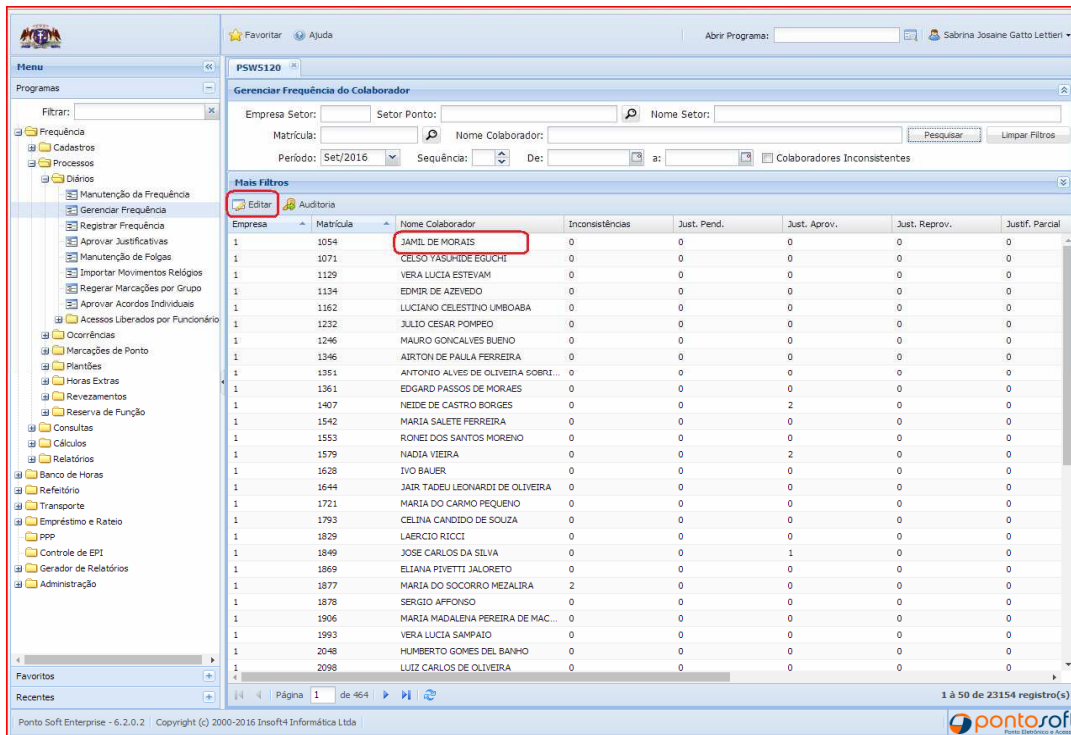 Favoritar Ajuda Abrir Programa: Sabrina Josaine Gatto Lettieri
Menu
Programas
Filtrar:
Frequência
Cadastros
Processos
Diários
Manutenção da Frequência
Gerenciar Frequência
Registrar Frequência
Aprovar Justificativas
Manutenção de Folgas
Importar Movimentos Relógios
Regerar Marcações por Grupo
Aprovar Acordos Individuais
Acessos Liberados por Funcionário
Ocorrências
Marcações de Ponto
Plantões
Horas Extras
Revezamentos
Reserva de Função
Consultas
Cálculos
Relatórios
Banco de Horas
Refeitório
Transporte
Empréstimo e Rateio
PPP
Controle de EPI
Gerador de Relatórios
Administração
Favoritos
Recentes
PSW5120
Gerenciar Frequência do Colaborador
Empresa Setor: Setor Ponto: Nome Setor:
Matrícula: Nome Colaborador: Pesquisar Limpar Filtros
Período: Set/2016 Sequência: De: a: Colaboradores Inconsistentes
Mais Filtros
Editar Auditoria
Empresa Matrícula Nome Colaborador Inconsistências Just. Pend. Just. Aprov. Just. Reprov. Justif. Parcial
1 1054 JAMIL DE MORAIS 0 0 0 0 0
1 1071 CELSO YASUHIDE EGUCHI 0 0 0 0 0
1 1129 VERA LUCIA ESTEVAM 0 0 0 0 0
1 1134 EDMIR DE AZEVEDO 0 0 0 0 0
1 1162 LUCIANO CELESTINO UMBOABA 0 0 0 0 0
1 1232 JULIO CESAR POMPEO 0 0 0 0 0
1 1246 MAURO GONCALVES BUENO 0 0 0 0 0
1 1346 AIRTON DE PAULA FERREIRA 0 0 0 0 0
1 1351 ANTONIO ALVES DE OLIVEIRA SOBRI... 0 0 0 0 0
1 1361 EDGARD PASSOS DE MORAES 0 0 0 0 0
1 1407 NEIDE DE CASTRO BORGES 0 0 2 0 0
1 1542 MARIA SALETE FERREIRA 0 0 0 0 0
1 1553 RONEI DOS SANTOS MORENO 0 0 0 0 0
1 1579 NADIA VIEIRA 0 0 2 0 0
1 1628 IVO BAUER 0 0 0 0 0
1 1644 JAIR TADEU LEONARDI DE OLIVEIRA 0 0 0 0 0
1 1721 MARIA DO CARMO PEQUENO 0 0 0 0 0
1 1793 CELINA CANDIDO DE SOUZA 0 0 0 0 0
1 1829 LAERCIO RICCI 0 0 0 0 0
1 1849 JOSE CARLOS DA SILVA 0 0 1 0 0
1 1869 ELIANA PIVETTI JALORETO 0 0 0 0 0
1 1877 MARIA DO SOCORRO MEZALIRA 2 0 0 0 0
1 1878 SERGIO AFFONSO 0 0 0 0 0
1 1906 MARIA MADALENA PEREIRA DE MAC... 0 0 0 0 0
1 1993 VERA LUCIA SAMPAIO 0 0 0 0 0
1 2048 HUMBERTO GOMES DEL BANHO 0 0 0 0 0
1 2098 LUIZ CARLOS DE OLIVEIRA 0 0 0 0 0
Página 1 de 464 1 à 50 de 23154 registro(s)
Ponto Soft Enterprise - 6.2.0.2 Copyright (c) 2000-2016 Insoft4 Informática Ltda
pontosoft
Ponto Eletrônico e Acesso